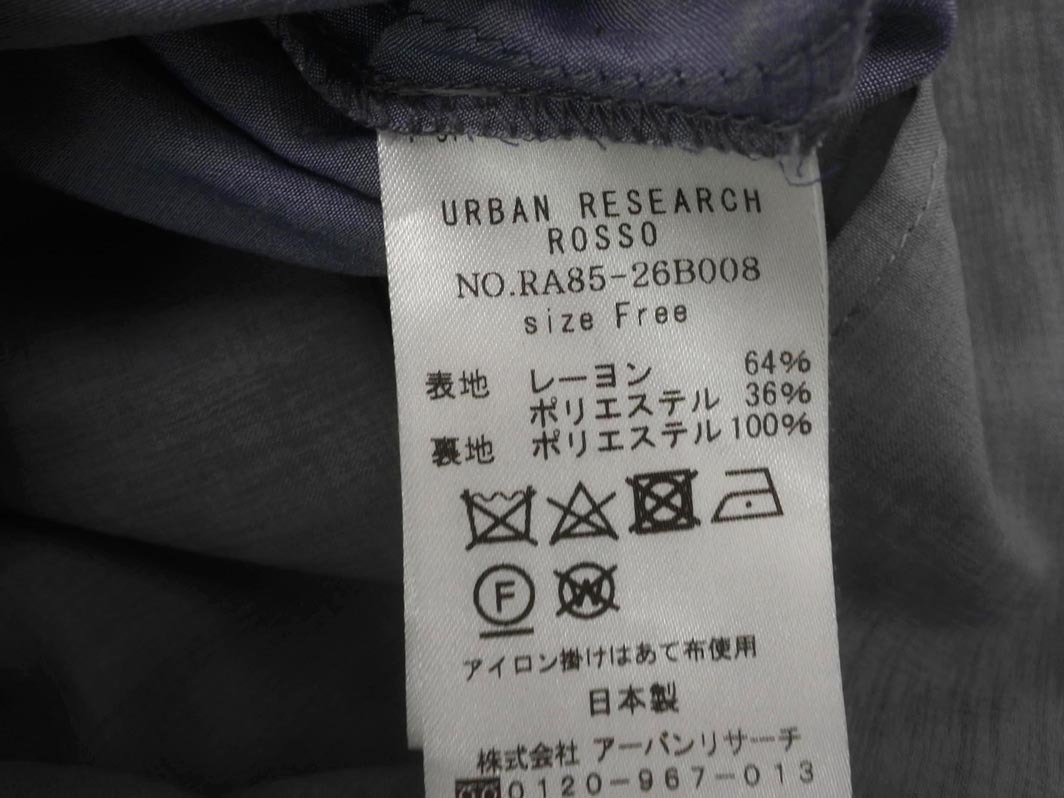 URBAN RESEARCH
ROSSO
NO.RA85-26B008
size Free
表地 レーヨン 64%
ポリエステル 36%
裏地 ポリエステル 100%
F
W
アイロン掛けはあて布使用
日本製
株式会社 アーバンリサーチ
0120-967-013